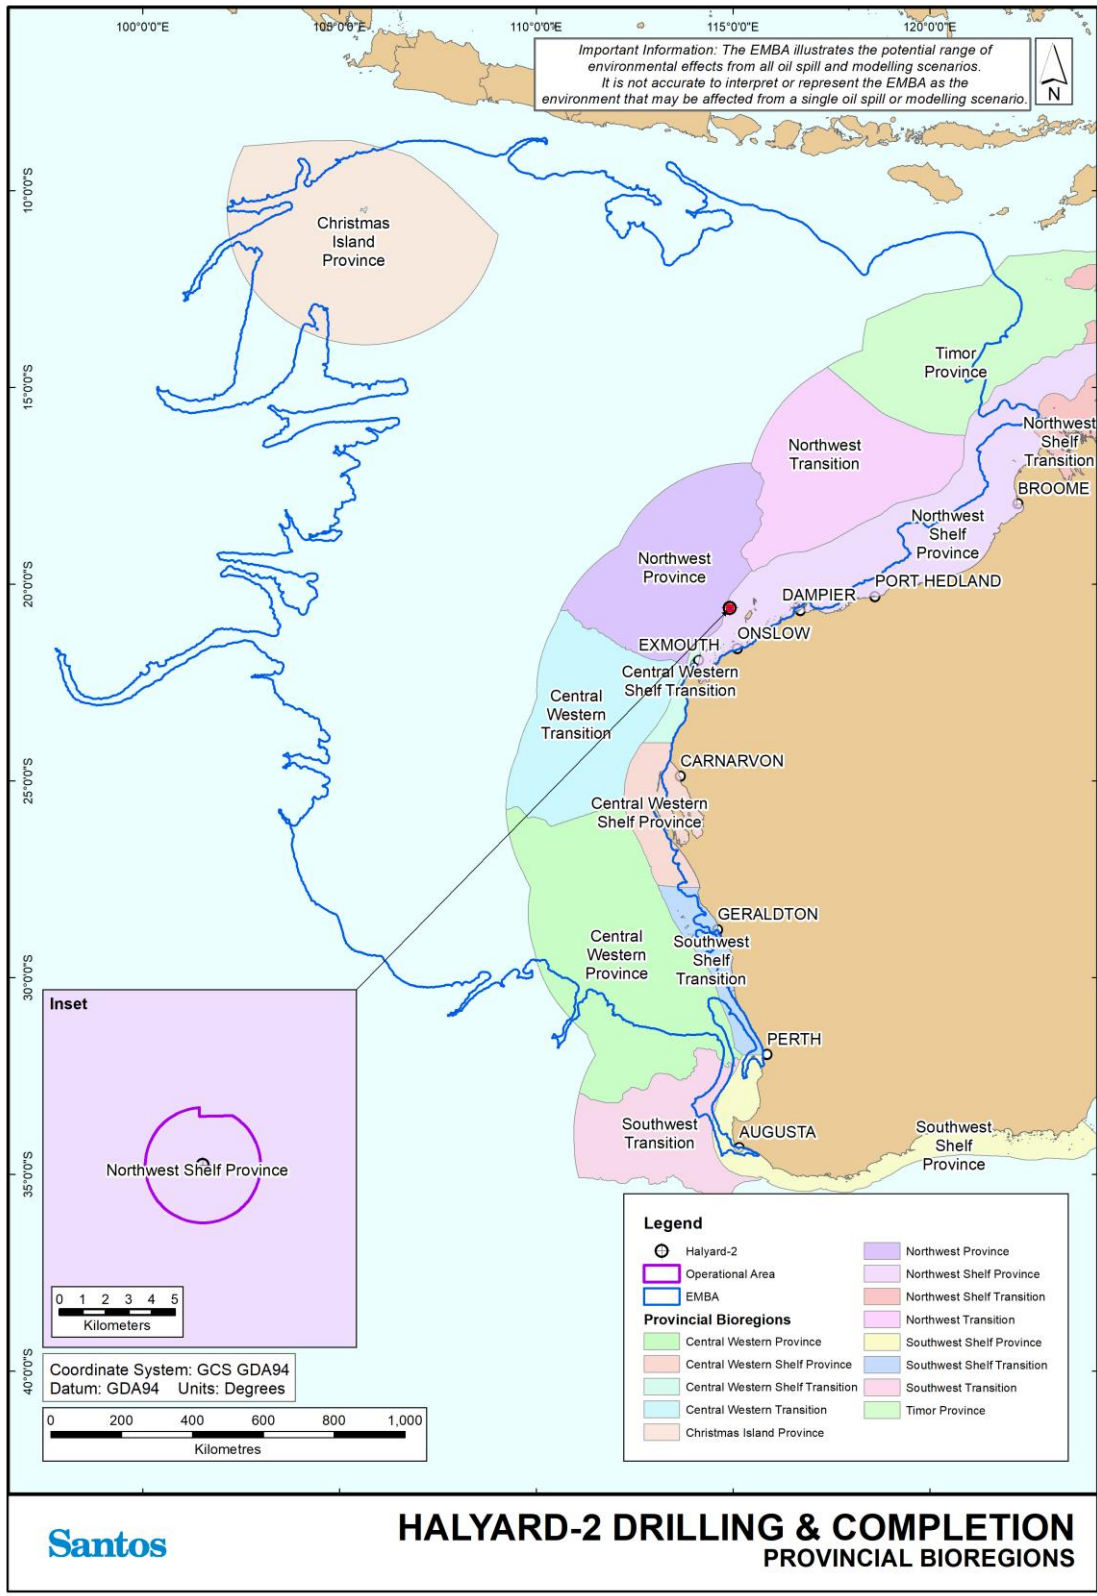 100°0'0"E
105°0'0"E
110°0'0"E
115°0'0"E
120°0'0"E
Important Information: The EMBA illustrates the potential range of
environmental effects from all oil spill and modelling scenarios.
It is not accurate to interpret or represent the EMBA as the
environment that may be affected from a single oil spill or modelling scenario.
N
10°0'0"S
15°0'0"S
20°0'0"S
25°0'0"S
30°0'0"S
35°0'0"S
40°0'0"S
Christmas
Island
Province
Timor
Province
Northwest
Transition
Northwest
Shelf
Transition
BROOME
Northwest
Shelf
Province
Northwest
Province
PORT HEDLAND
DAMPIER
ONSLOW
EXMOUTH
Central Western
Shelf Transition
Central
Western
Transition
CARNARVON
Central Western
Shelf Province
GERALDTON
Central
Western
Province
Southwest
Shelf
Transition
PERTH
Southwest
Transition
AUGUSTA
Southwest
Shelf
Province
Inset
Northwest Shelf Province
0 1 2 3 4 5
Kilometers
Coordinate System: GCS GDA94
Datum: GDA94 Units: Degrees
0 200 400 600 800 1,000
Kilometres
Legend
Halyard-2
Operational Area
EMBA
Provincial Bioregions
Central Western Province
Central Western Shelf Province
Central Western Shelf Transition
Central Western Transition
Christmas Island Province
Northwest Province
Northwest Shelf Province
Northwest Shelf Transition
Northwest Transition
Southwest Shelf Province
Southwest Shelf Transition
Southwest Transition
Timor Province
Santos
HALYARD-2 DRILLING & COMPLETION
PROVINCIAL BIOREGIONS